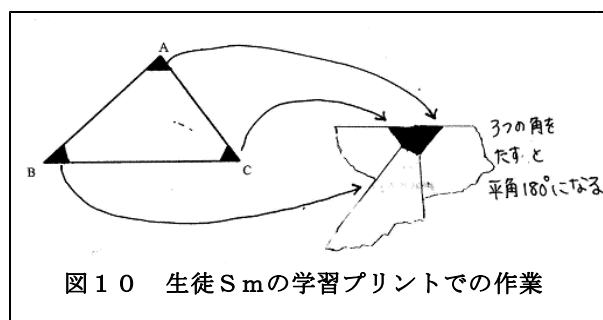 A
B
C
3つの角を
たすと
平角180°になる
図10 生徒Smの学習プリントでの作業